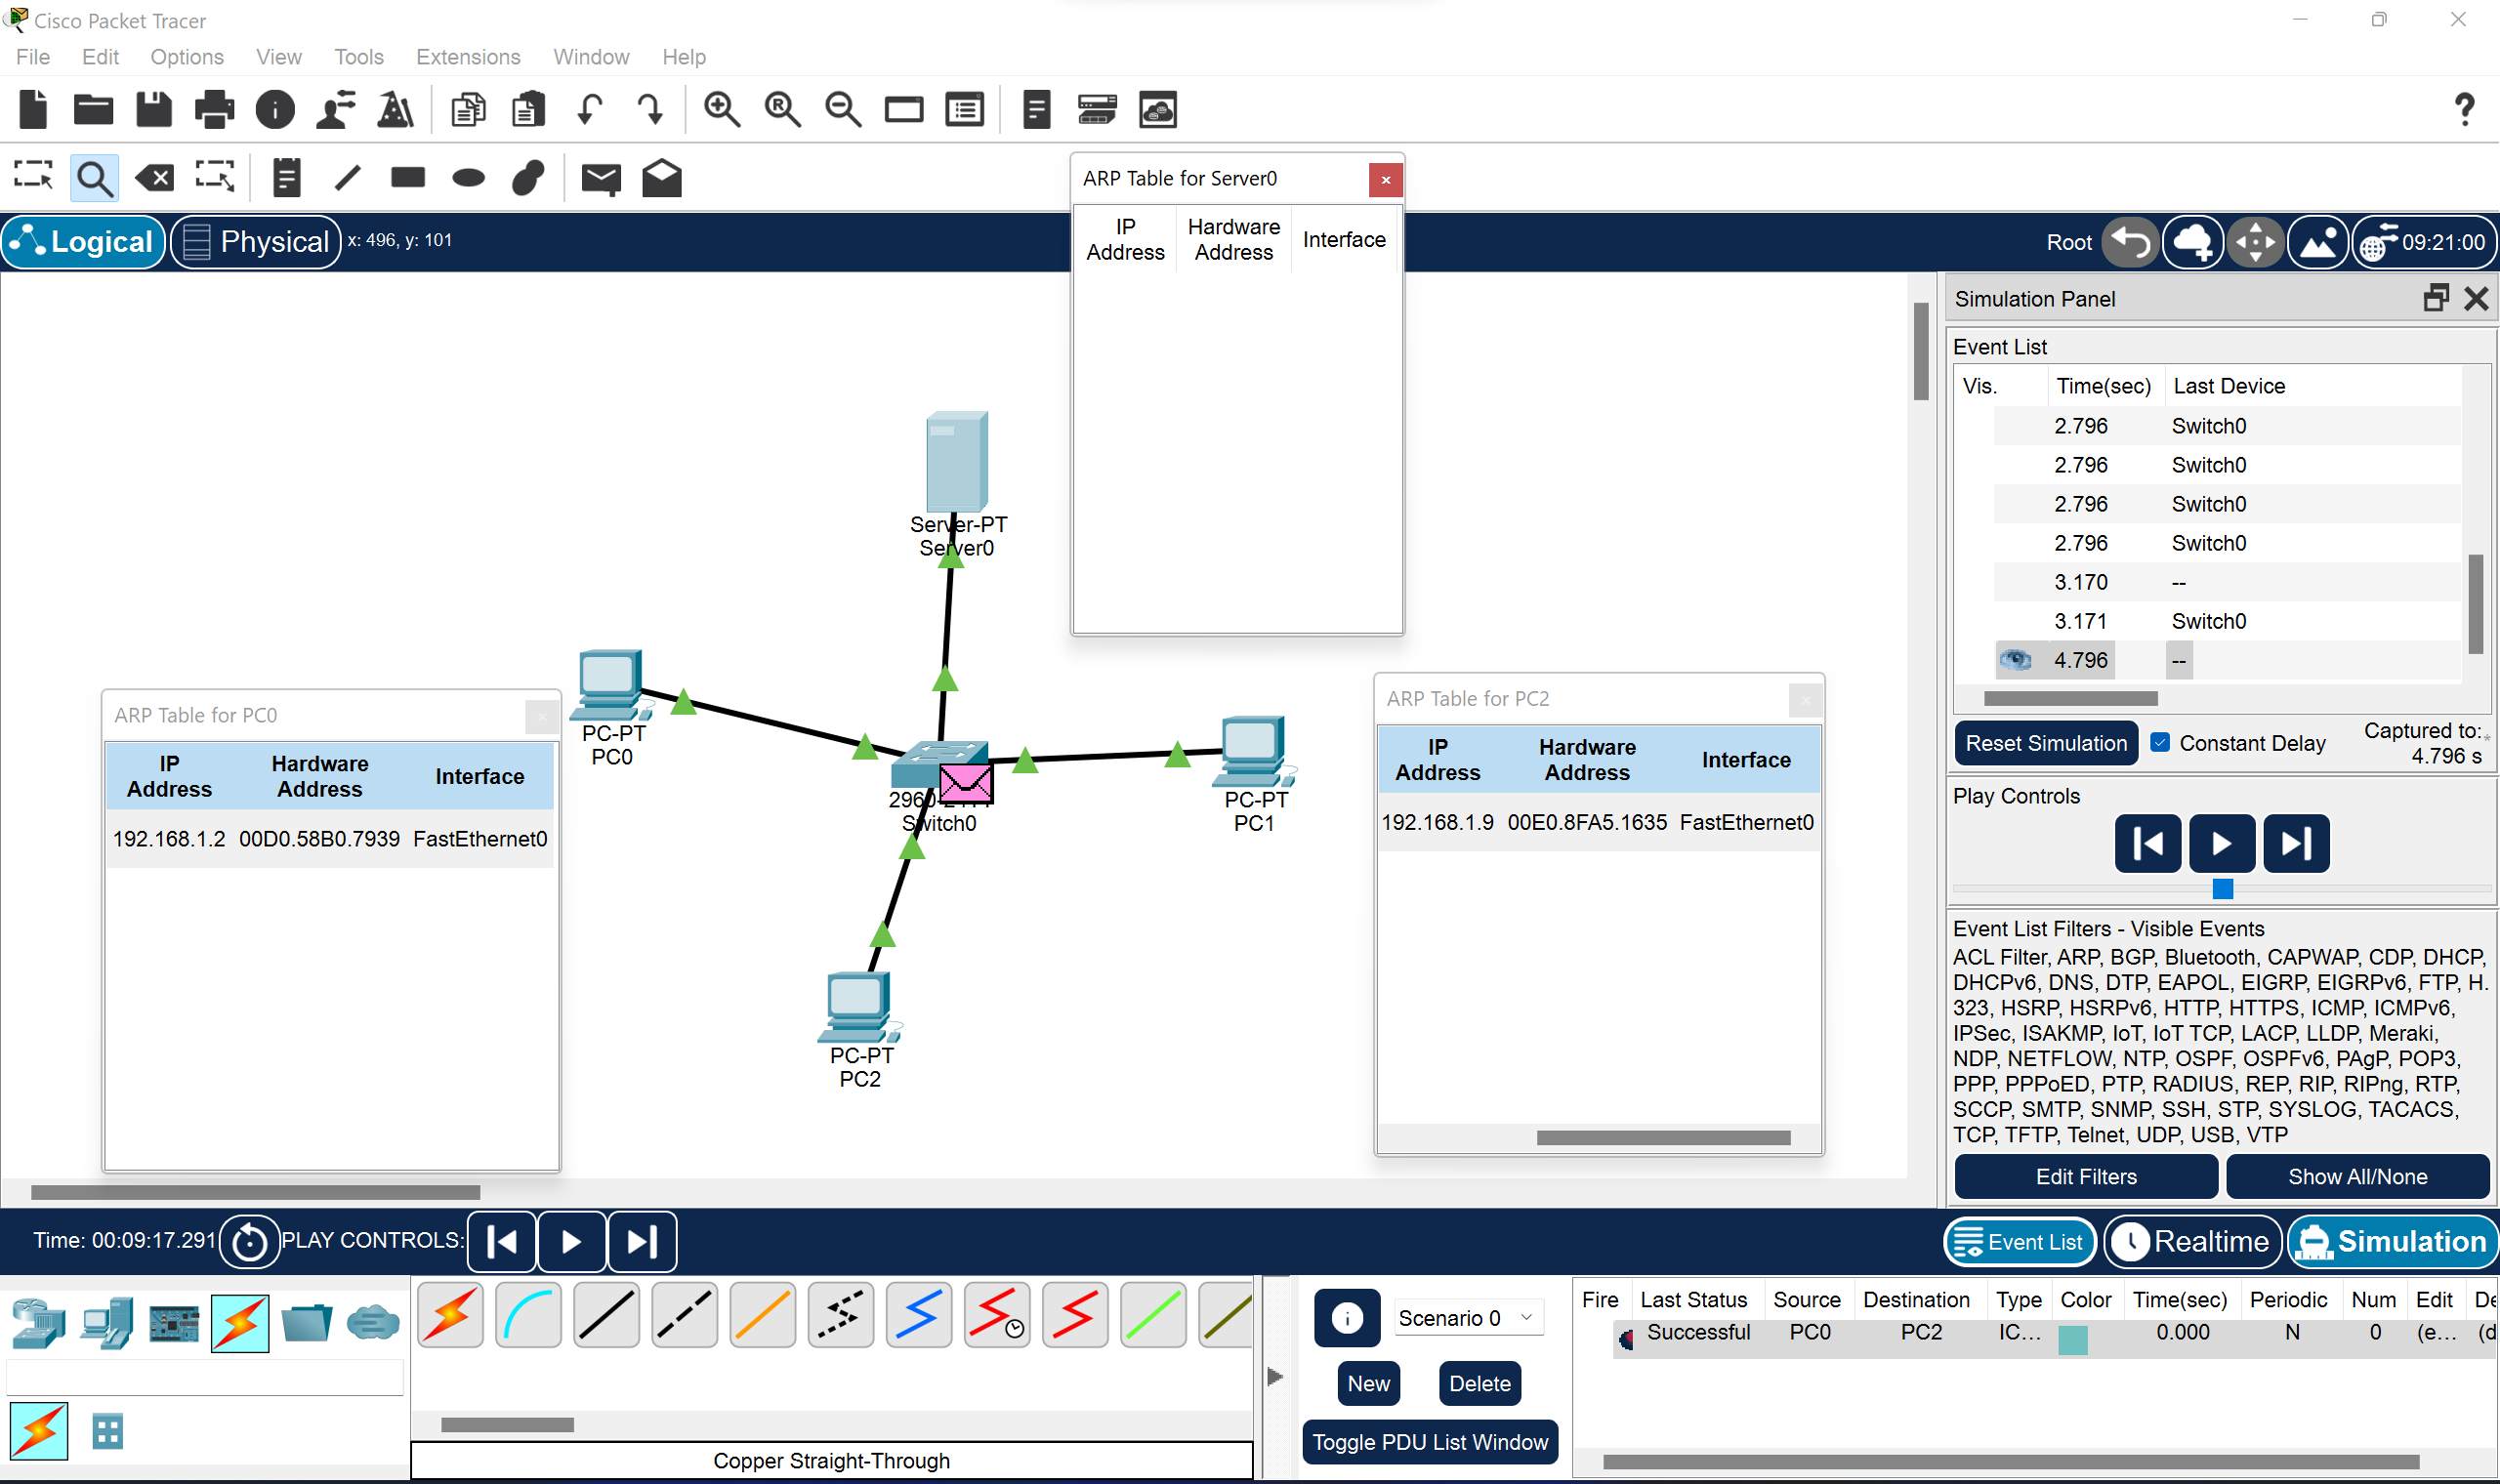 Cisco Packet Tracer
File Edit Options View Tools Extensions Window Help
ARP Table for Server0
IP Address Hardware Address Interface
Logical Physical x: 496, y: 101
Root 09:21:00
Server-PT
Server0
PC-PT
PC0
Switch0
PC-PT
PC1
PC-PT
PC2
ARP Table for PC0
IP Address Hardware Address Interface
192.168.1.2 00D0.58B0.7939 FastEthernet0
ARP Table for PC2
IP Address Hardware Address Interface
192.168.1.9 00E0.8FA5.1635 FastEthernet0
Simulation Panel
Event List
Vis. Time(sec) Last Device
2.796 Switch0
2.796 Switch0
2.796 Switch0
2.796 Switch0
3.170 --
3.171 Switch0
4.796 --
Reset Simulation Constant Delay Captured to:*
4.796 s
Play Controls
Event List Filters - Visible Events
ACL Filter, ARP, BGP, Bluetooth, CAPWAP, CDP, DHCP,
DHCPv6, DNS, DTP, EAPOL, EIGRP, EIGRPv6, FTP, H.
323, HSRP, HSRPv6, HTTP, HTTPS, ICMP, ICMPv6,
IPSec, ISAKMP, IoT, IoT TCP, LACP, LLDP, Meraki,
NDP, NETFLOW, NTP, OSPF, OSPFv6, PAgP, POP3,
PPP, PPPoED, PTP, RADIUS, REP, RIP, RIPng, RTP,
SCCP, SMTP, SNMP, SSH, STP, SYSLOG, TACACS,
TCP, TFTP, Telnet, UDP, USB, VTP
Edit Filters Show All/None
Time: 00:09:17.291 PLAY CONTROLS:
Event List Realtime Simulation
Scenario 0
New Delete
Toggle PDU List Window
Fire Last Status Source Destination Type Color Time(sec) Periodic Num Edit
Successful PC0 PC2 IC... 0.000 N 0 (e...
Copper Straight-Through